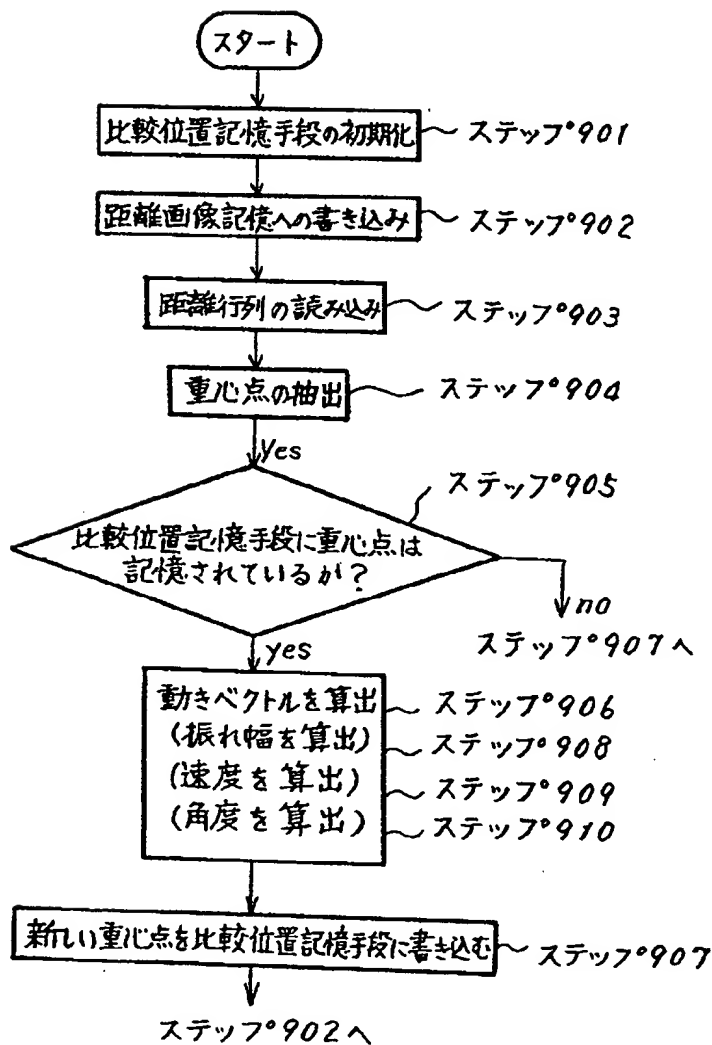 スタート
比較位置記憶手段の初期化 ステップ901
距離画像記憶への書き込み ステップ902
距離行列の読み込み ステップ903
重心点の抽出 ステップ904
Yes
ステップ905
比較位置記憶手段に重心点は
記憶されているが?
no
ステップ907へ
yes
動きベクトルを算出 ステップ906
(振れ幅を算出) ステップ908
(速度を算出) ステップ909
(角度を算出) ステップ910
新しい重心点を比較位置記憶手段に書き込む ステップ907
ステップ902へ